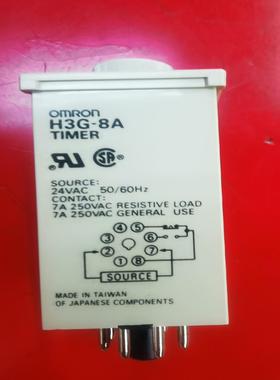 OMRON
H3G-8A
TIMER
SOURCE:
24VAC 50/60Hz
CONTACT:
7A 250VAC RESISTIVE LOAD
7A 250VAC GENERAL USE
4 5
3 6
2 7
1 8
SOURCE
MADE IN TAIWAN
OF JAPANESE COMPONENTS